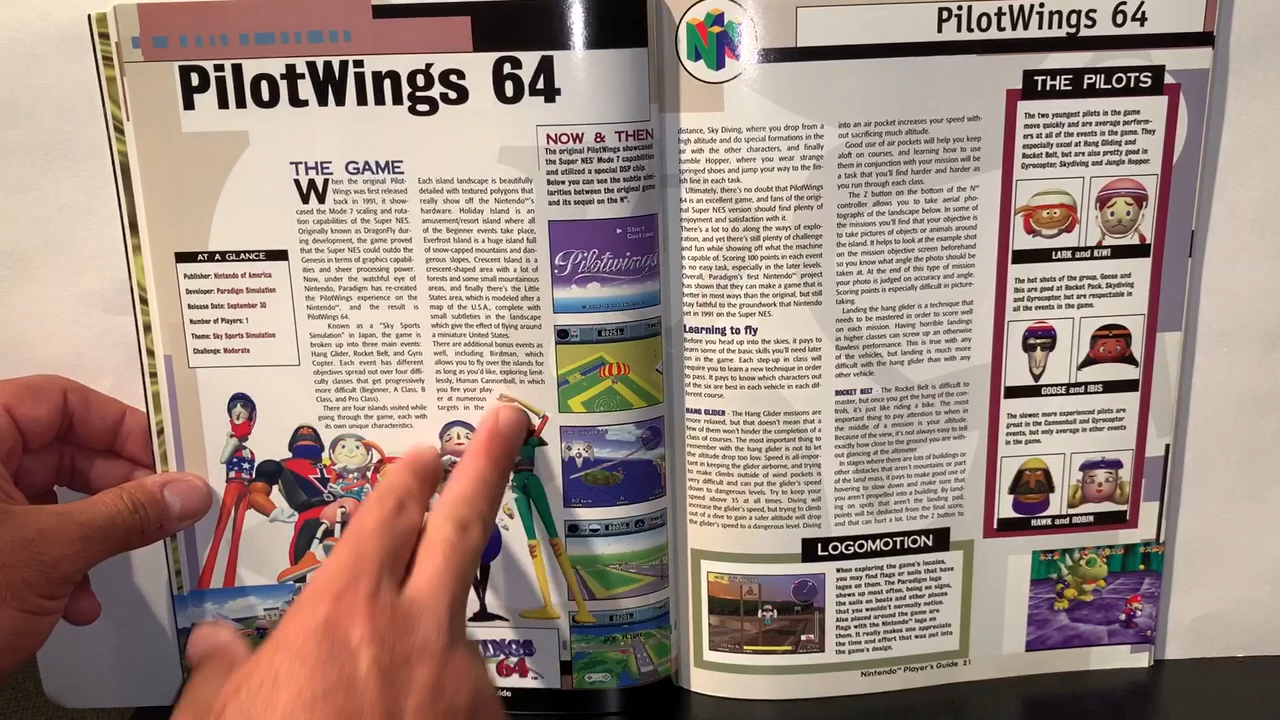 PilotWings 64
THE GAME
When the original Pilot-
Wings was first released
back in 1991, it show-
cased the Mode 7 scaling and rota-
tion capabilities of the Super NES.
Originally known as DragonFly dur-
ing development, the game proved
that the Super NES could outdo the
Genesis in terms of graphics capabil-
ities and sheer processing power.
Now, under the watchful eye of
Nintendo, Paradigm has re-created
the PilotWings experience on the
Nintendo⁶⁴, and the result is
PilotWings 64.
Known as a "Sky Sports
Simulation" in Japan, the game is
broken up into three main events:
Hang Glider, Rocket Belt, and Gyro
Copter. Each event has different
objectives spread out over four diffi-
culty classes that get progressively
more difficult (Beginner, A Class, B
Class, and Pro Class).
There are four islands visited while
going through the game, each with
its own unique characteristics.
AT A GLANCE
Publisher: Nintendo of America
Developer: Paradigm Simulation
Release Date: September 30
Number of Players: 1
Theme: Sky Sports Simulation
Challenge: Moderate
Each island landscape is beautifully
detailed with textured polygons that
really show off the Nintendo⁶⁴'s
hardware. Holiday Island is an
amusement/resort island where all
of the Beginner events take place,
Everfrost Island is a huge island full
of snow-capped mountains and dan-
gerous slopes, Crescent Island is a
crescent-shaped area with a lot of
forests and some small mountainous
areas, and finally there's the Little
States area, which is modeled after a
map of the U.S.A., complete with
small subtleties in the landscape
which give the effect of flying around
a miniature United States.
There are additional bonus events as
well, including Birdman, which
allows you to fly over the islands for
as long as you'd like, exploring limit-
lessly, Human Cannonball, in which
you fire your play-
er at numerous
targets in the
NOW & THEN
The original PilotWings showcased
the Super NES' Mode 7 capabilities
and utilized a special DSP chip.
Below you can see the subtle simi-
larities between the original game
and its sequel on the N⁶⁴.
Start
Pilotwings
WINGS
64
PilotWings 64
distance, Sky Diving, where you drop from a
high altitude and do special formations in the
air with the other characters, and finally
Jumble Hopper, where you wear strange
springed shoes and jump your way to the fin-
ish line in each task.
Ultimately, there's no doubt that PilotWings
64 is an excellent game, and fans of the origi-
nal Super NES version should find plenty of
enjoyment and satisfaction with it.
There's a lot to do along the ways of explo-
ration, and yet there's still plenty of challenge
and fun while showing off what the machine
is capable of. Scoring 100 points in each event
is no easy task, especially in the later levels.
Overall, Paradigm's first Nintendo⁶⁴ project
has shown that they can make a game that is
better in most ways than the original, but still
stay faithful to the groundwork that Nintendo
set in 1991 on the Super NES.
Learning to fly
Before you head up into the skies, it pays to
learn some of the basic skills you'll need later
on in the game. Each step-up in class will
require you to learn a new technique in order
to pass. It pays to know which characters out
of the six are best in each vehicle in each dif-
ferent course.
HANG GLIDER - The Hang Glider missions are
more relaxed, but that doesn't mean that a
few of them won't hinder the completion of a
class of courses. The most important thing to
remember with the hang glider is not to let
the altitude drop too low. Speed is all-impor-
tant in keeping the glider airborne, and trying
to make climbs outside of wind pockets is
very difficult and can put the glider's speed
down to dangerous levels. Try to keep your
speed above 35 at all times. Diving will
increase the glider's speed, but trying to climb
out of a dive to gain a safer altitude will drop
the glider's speed to a dangerous level. Diving
into an air pocket increases your speed with-
out sacrificing much altitude.
Good use of air pockets will help you keep
aloft on courses, and learning how to use
them in conjunction with your mission will be
a task that you'll find harder and harder as
you run through each class.
The Z button on the bottom of the N⁶⁴
controller allows you to take aerial pho-
tographs of the landscape below. In some of
the missions you'll find that your objective is
to take pictures of objects or animals around
the island. It helps to look at the example shot
on the mission objective screen beforehand
so you know what angle the photo should be
taken at. At the end of this type of mission
your photo is judged on accuracy and angle.
Scoring points is especially difficult in picture-
taking.
Landing the hang glider is a technique that
needs to be mastered in order to score well
on each mission. Having horrible landings
in higher classes can screw up an otherwise
flawless performance. This is true with any
of the vehicles, but landing is much more
difficult with the hang glider than with any
other vehicle.
ROCKET BELT - The Rocket Belt is difficult to
master, but once you get the hang of the con-
trols, it's just like riding a bike. The most
important thing to pay attention to when in
the middle of a mission is your altitude.
Because of the view, it's not always easy to tell
exactly how close to the ground you are with-
out glancing at the altimeter.
In stages where there are lots of buildings or
other obstacles that aren't mountains or part
of the land mass, it pays to make good use of
hovering to slow down and make sure that
you aren't propelled into a building. By land-
ing on spots that aren't the landing pad,
points will be deducted from the final score,
and that can hurt a lot. Use the Z button to
THE PILOTS
The two youngest pilots in the game
move quickly and are average perform-
ers at all of the events in the game. They
especially excel at Hang Gliding and
Rocket Belt, but are also pretty good in
Gyrocopter, Skydiving and Jungle Hopper.
LARK and KIWI
The hot shots of the group, Goose and
Ibis are good at Rocket Pack, Skydiving
and Gyrocopter, but are respectable in
all the events in the game.
GOOSE and IBIS
The slower, more experienced pilots are
great in the Cannonball and Gyrocopter
events, but only average in other events
in the game.
HAWK and ROBIN
LOGOMOTION
When exploring the game's locales,
you may find flags or sails that have
logos on them. The Paradigm logo
shows up most often, being on signs,
the sails on boats and other places
that you wouldn't normally notice.
Also placed around the game are
flags with the Nintendo⁶⁴ logo on
them. It really makes one appreciate
the time and effort that was put into
the game's design.
Nintendo⁶⁴ Player's Guide 21